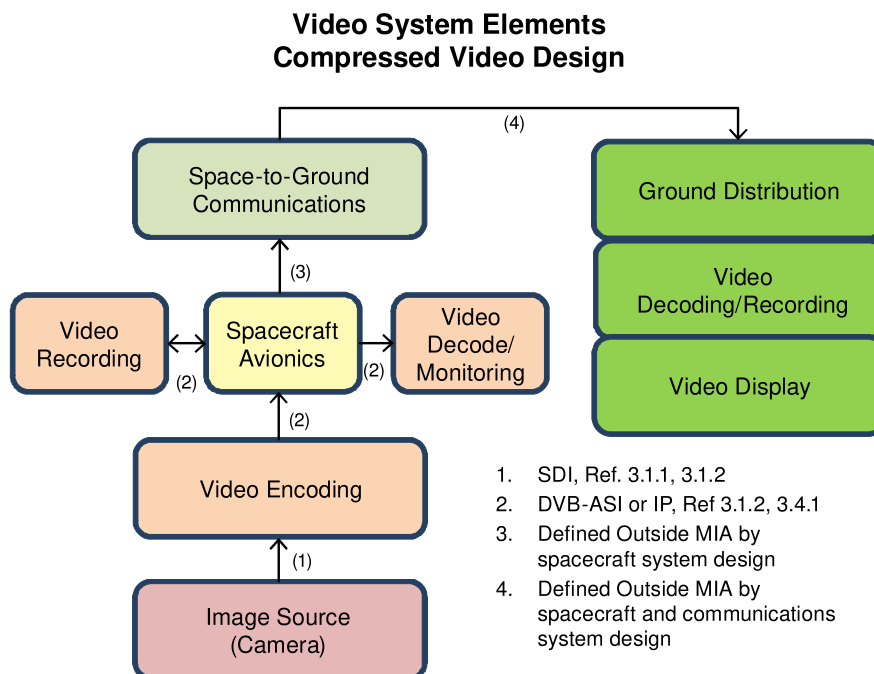 Video System Elements
Compressed Video Design
(4)
Space-to-Ground
Communications
Ground Distribution
(3)
Video
Decoding/Recording
Video
Recording
(2)
Spacecraft
Avionics
(2)
Video
Decode/
Monitoring
Video Display
(2)
Video Encoding
(1)
Image Source
(Camera)
1. SDI, Ref. 3.1.1, 3.1.2
2. DVB-ASI or IP, Ref 3.1.2, 3.4.1
3. Defined Outside MIA by
spacecraft system design
4. Defined Outside MIA by
spacecraft and communications
system design